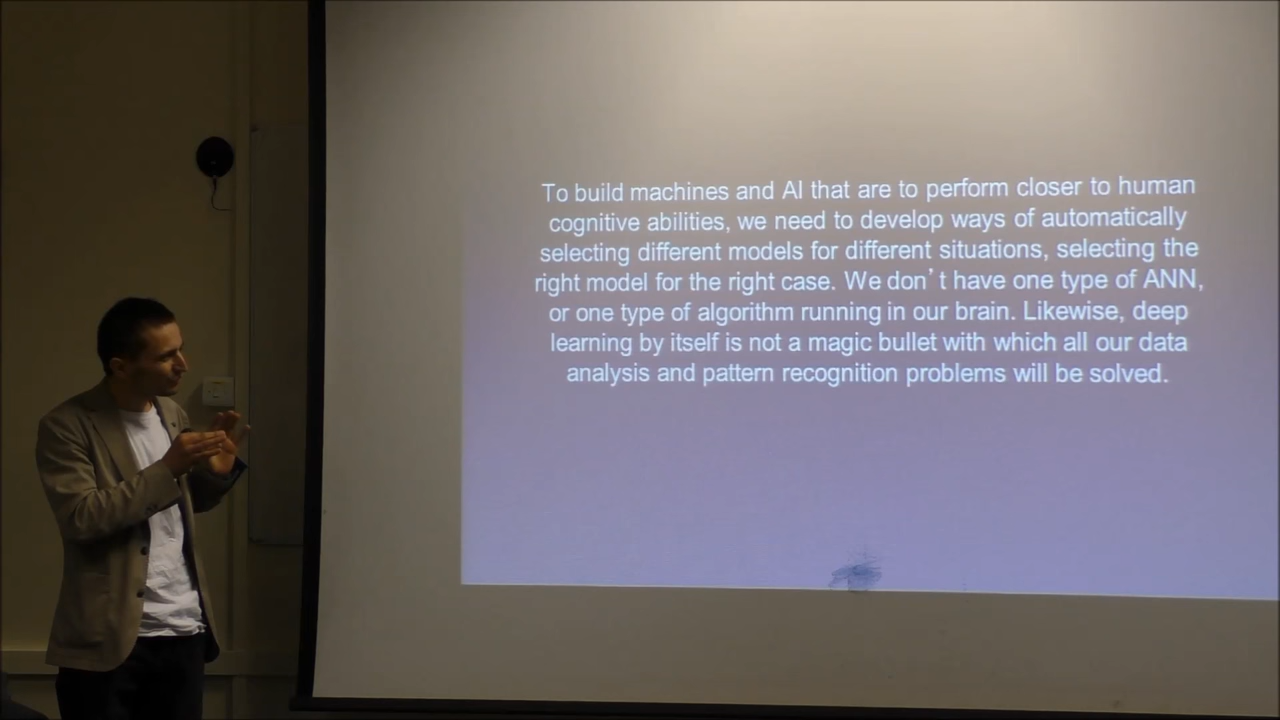 To build machines and AI that are to perform closer to human
cognitive abilities, we need to develop ways of automatically
selecting different models for different situations, selecting the
right model for the right case. We don’t have one type of ANN,
or one type of algorithm running in our brain. Likewise, deep
learning by itself is not a magic bullet with which all our data
analysis and pattern recognition problems will be solved.